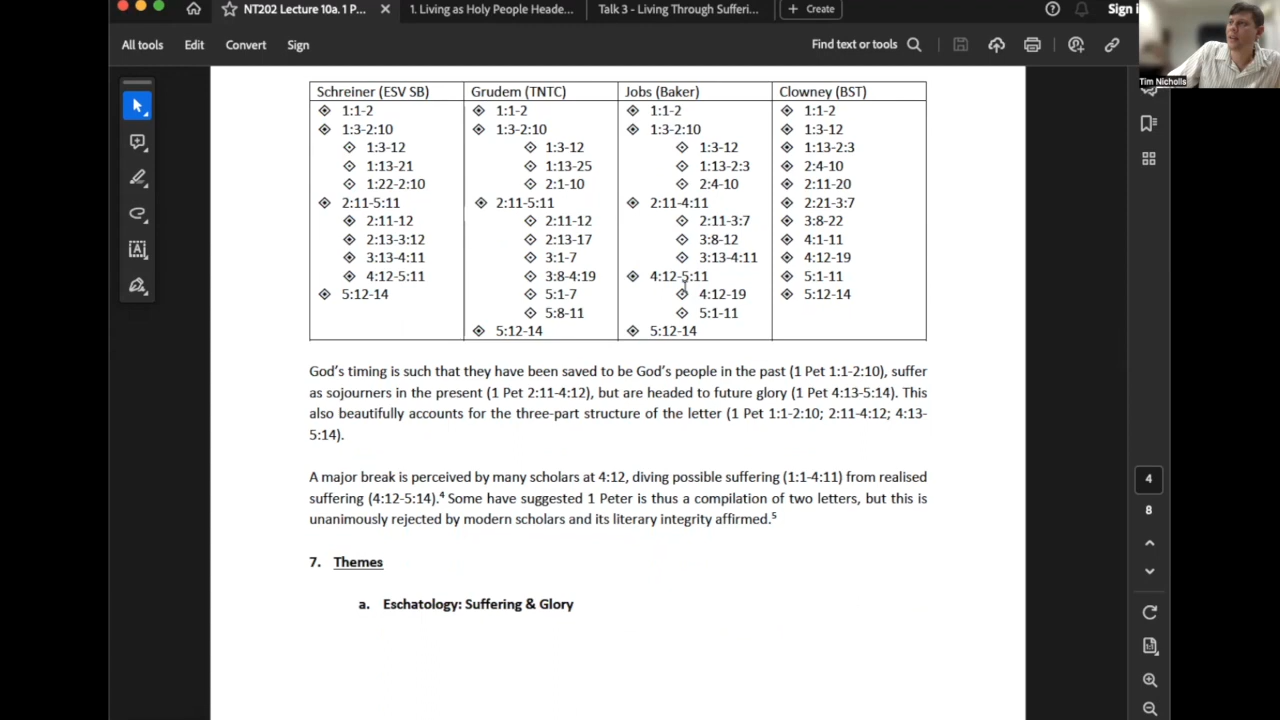 NT202 Lecture 10a. 1 P...
1. Living as Holy People Heade...
Talk 3 - Living Through Sufferi...
+ Create
Sign i
All tools
Edit
Convert
Sign
Find text or tools
Tim Nicholls
Schreiner (ESV SB)
1:1-2
1:3-2:10
1:3-12
1:13-21
1:22-2:10
2:11-5:11
2:11-12
2:13-3:12
3:13-4:11
4:12-5:11
5:12-14
Grudem (TNTC)
1:1-2
1:3-2:10
1:3-12
1:13-25
2:1-10
2:11-5:11
2:11-12
2:13-17
3:1-7
3:8-4:19
5:1-7
5:8-11
5:12-14
Jobs (Baker)
1:1-2
1:3-2:10
1:3-12
1:13-2:3
2:4-10
2:11-4:11
2:11-3:7
3:8-12
3:13-4:11
4:12-5:11
4:12-19
5:1-11
5:12-14
Clowney (BST)
1:1-2
1:3-12
1:13-2:3
2:4-10
2:11-20
2:21-3:7
3:8-22
4:1-11
4:12-19
5:1-11
5:12-14
God's timing is such that they have been saved to be God's people in the past (1 Pet 1:1-2:10), suffer
as sojourners in the present (1 Pet 2:11-4:12), but are headed to future glory (1 Pet 4:13-5:14). This
also beautifully accounts for the three-part structure of the letter (1 Pet 1:1-2:10; 2:11-4:12; 4:13-
5:14).
A major break is perceived by many scholars at 4:12, diving possible suffering (1:1-4:11) from realised
suffering (4:12-5:14).⁴ Some have suggested 1 Peter is thus a compilation of two letters, but this is
unanimously rejected by modern scholars and its literary integrity affirmed.⁵
7. Themes
a. Eschatology: Suffering & Glory
4
8